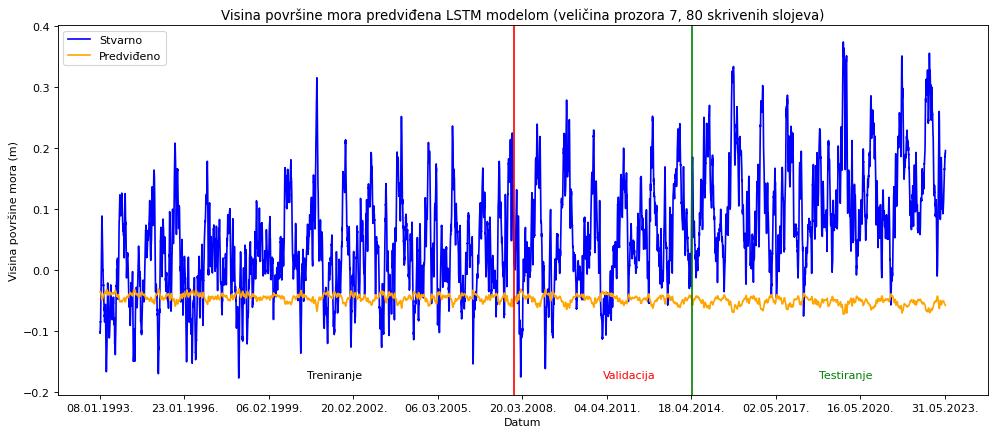 Visina površine mora predviđena LSTM modelom (veličina prozora 7, 80 skrivenih slojeva)
Stvarno
Predviđeno
Visina površine mora (m)
0.4
0.3
0.2
0.1
0.0
−0.1
−0.2
Treniranje
Validacija
Testiranje
08.01.1993. 23.01.1996. 06.02.1999. 20.02.2002. 06.03.2005. 20.03.2008. 04.04.2011. 18.04.2014. 02.05.2017. 16.05.2020. 31.05.2023.
Datum